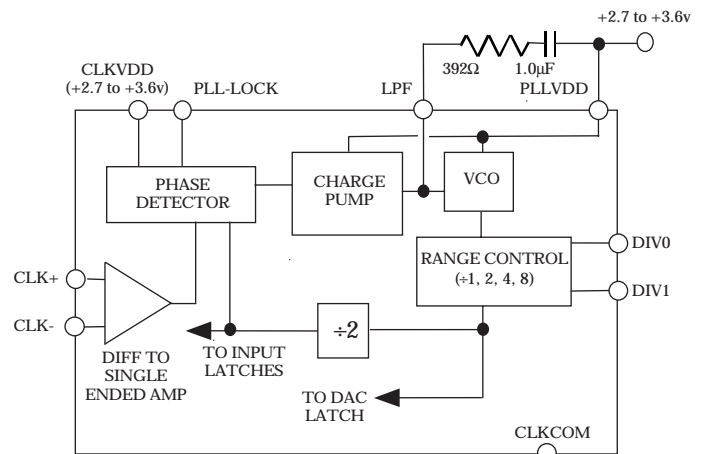 +2.7 to +3.6v
392Ω
1.0µF
CLKVDD
(+2.7 to +3.6v)
PLL-LOCK
LPF
PLLVDD
PHASE
DETECTOR
CHARGE
PUMP
VCO
RANGE CONTROL
(÷1, 2, 4, 8)
DIV0
DIV1
CLK+
CLK-
÷2
DIFF TO
SINGLE
ENDED AMP
TO INPUT
LATCHES
TO DAC
LATCH
CLKCOM